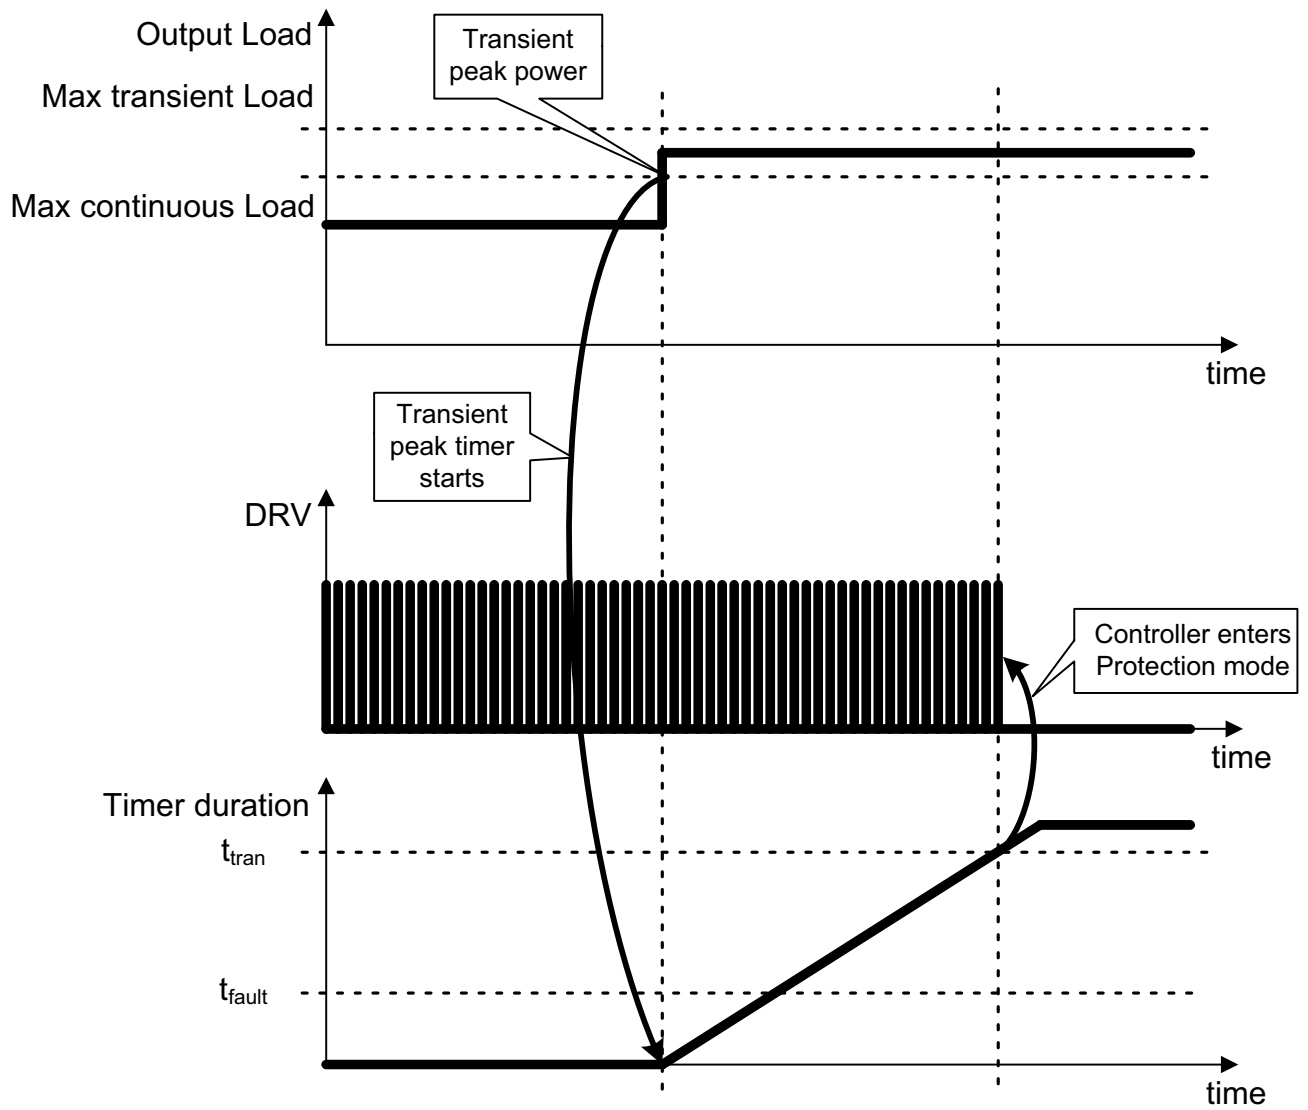 Output Load
Transient
peak power
Max transient Load
Max continuous Load
time
Transient
peak timer
starts
DRV
Controller enters
Protection mode
time
Timer duration
ttran
tfault
time